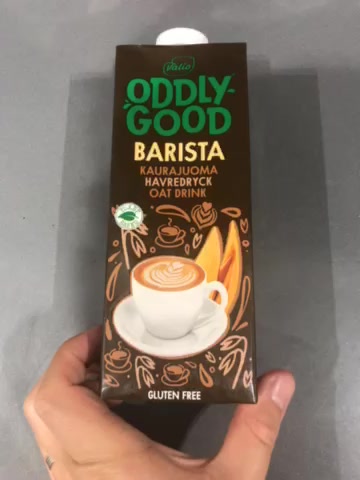 Valio
ODDLY-
GOOD
BARISTA
KAURAJUOMA
HAVREDRYCK
OAT DRINK
GLUTEN FREE